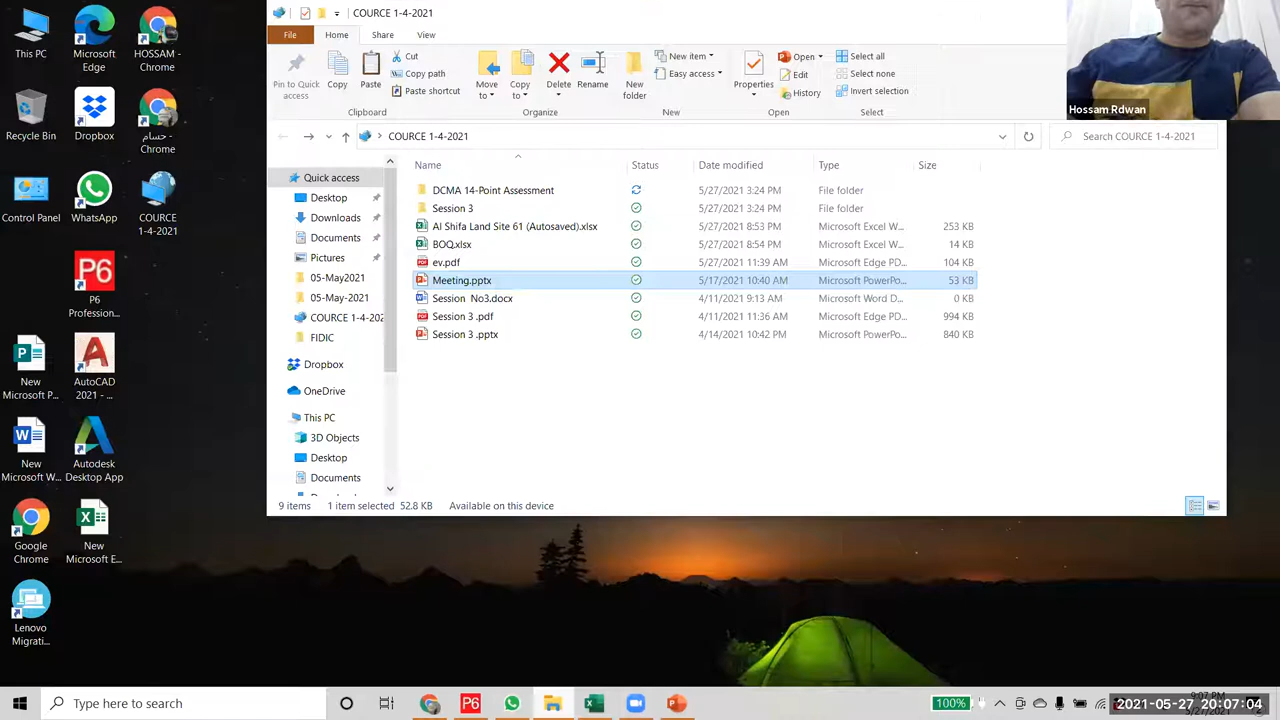 COURCE 1-4-2021
File
Home
Share
View
Pin to Quick
access
Copy
Paste
Cut
Copy path
Paste shortcut
Clipboard
Move
to
Copy
to
Delete
Rename
Organize
New
folder
New item
Easy access
New
Properties
Open
Edit
History
Open
Select all
Select none
Invert selection
Select
Hossam Rdwan
COURCE 1-4-2021
Search COURCE 1-4-2021
Name
Status
Date modified
Type
Size
DCMA 14-Point Assessment
5/27/2021 3:24 PM
File folder
Session 3
5/27/2021 3:24 PM
File folder
Al Shifa Land Site 61 (Autosaved).xlsx
5/27/2021 8:53 PM
Microsoft Excel W...
253 KB
BOQ.xlsx
5/27/2021 8:54 PM
Microsoft Excel W...
14 KB
ev.pdf
5/27/2021 11:39 AM
Microsoft Edge PD...
104 KB
Meeting.pptx
5/17/2021 10:40 AM
Microsoft PowerPo...
53 KB
Session No3.docx
4/11/2021 9:13 AM
Microsoft Word D...
0 KB
Session 3 .pdf
4/11/2021 11:36 AM
Microsoft Edge PD...
994 KB
Session 3 .pptx
4/14/2021 10:42 PM
Microsoft PowerPo...
840 KB
Quick access
Desktop
Downloads
Documents
Pictures
05-May2021
05-May-2021
COURCE 1-4-202
FIDIC
Dropbox
OneDrive
This PC
3D Objects
Desktop
Documents
9 items
1 item selected 52.8 KB
Available on this device
This PC
Microsoft
Edge
HOSSAM -
Chrome
Recycle Bin
Dropbox
حسام -
Chrome
Control Panel
WhatsApp
COURCE
1-4-2021
P6
P6
Profession...
New
Microsoft P...
AutoCAD
2021 - ...
New
Microsoft W...
Autodesk
Desktop App
Google
Chrome
New
Microsoft E...
Lenovo
Migrati...
Type here to search
P6
100%
9:07 PM
2021-05-27 20:07:04